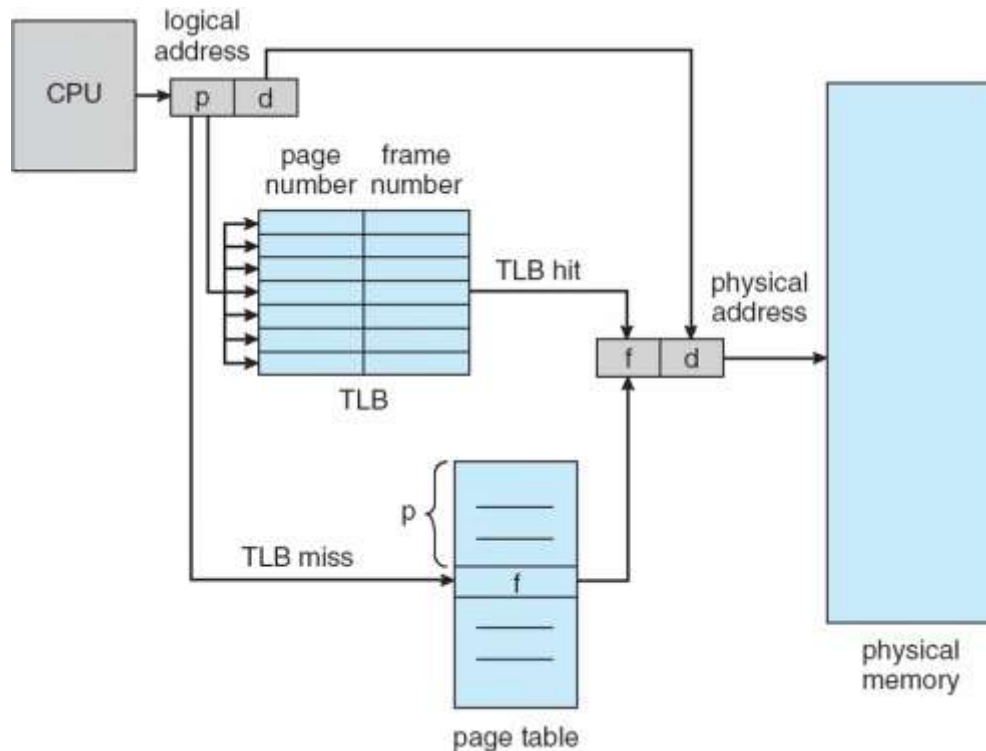 logical
address
CPU
p
d
page
number
frame
number
TLB hit
physical
address
f
d
TLB
p
TLB miss
f
physical
memory
page table